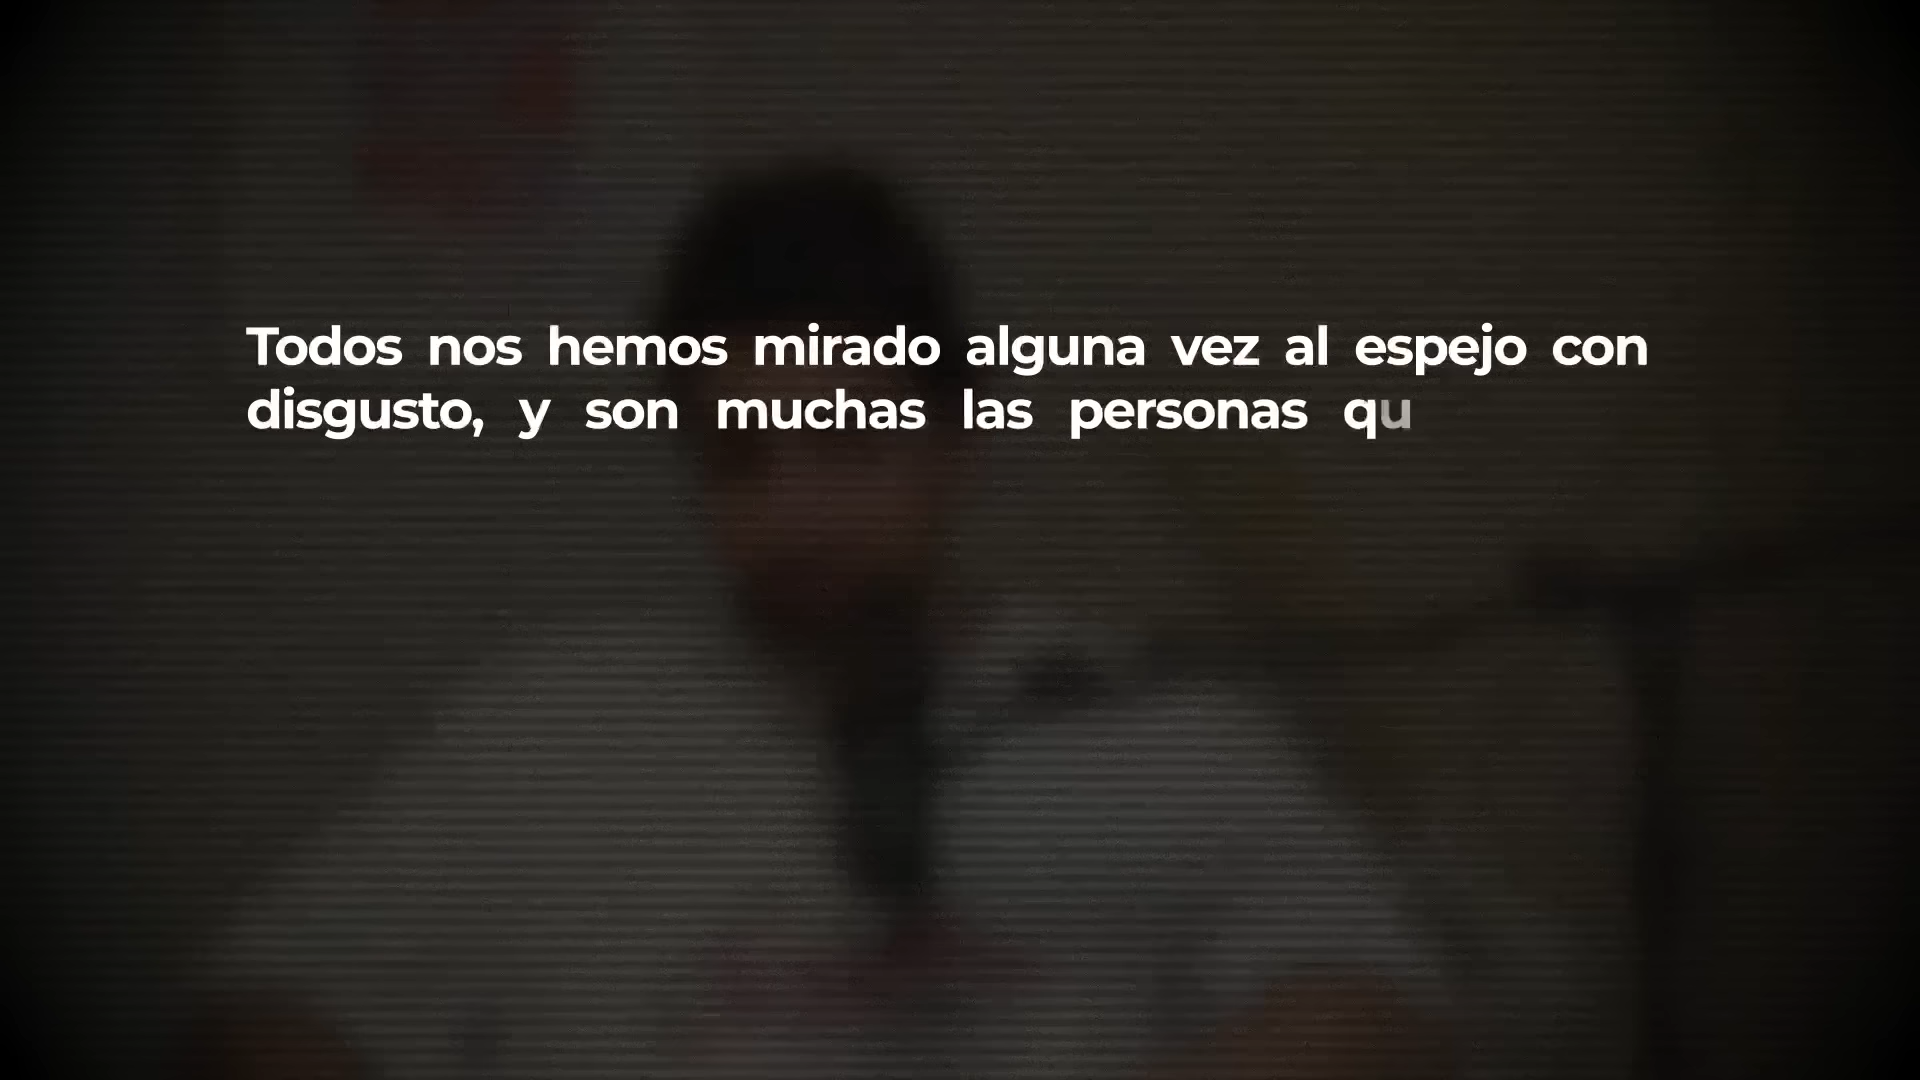 Todos nos hemos mirado alguna vez al espejo con
disgusto, y son muchas las personas qu